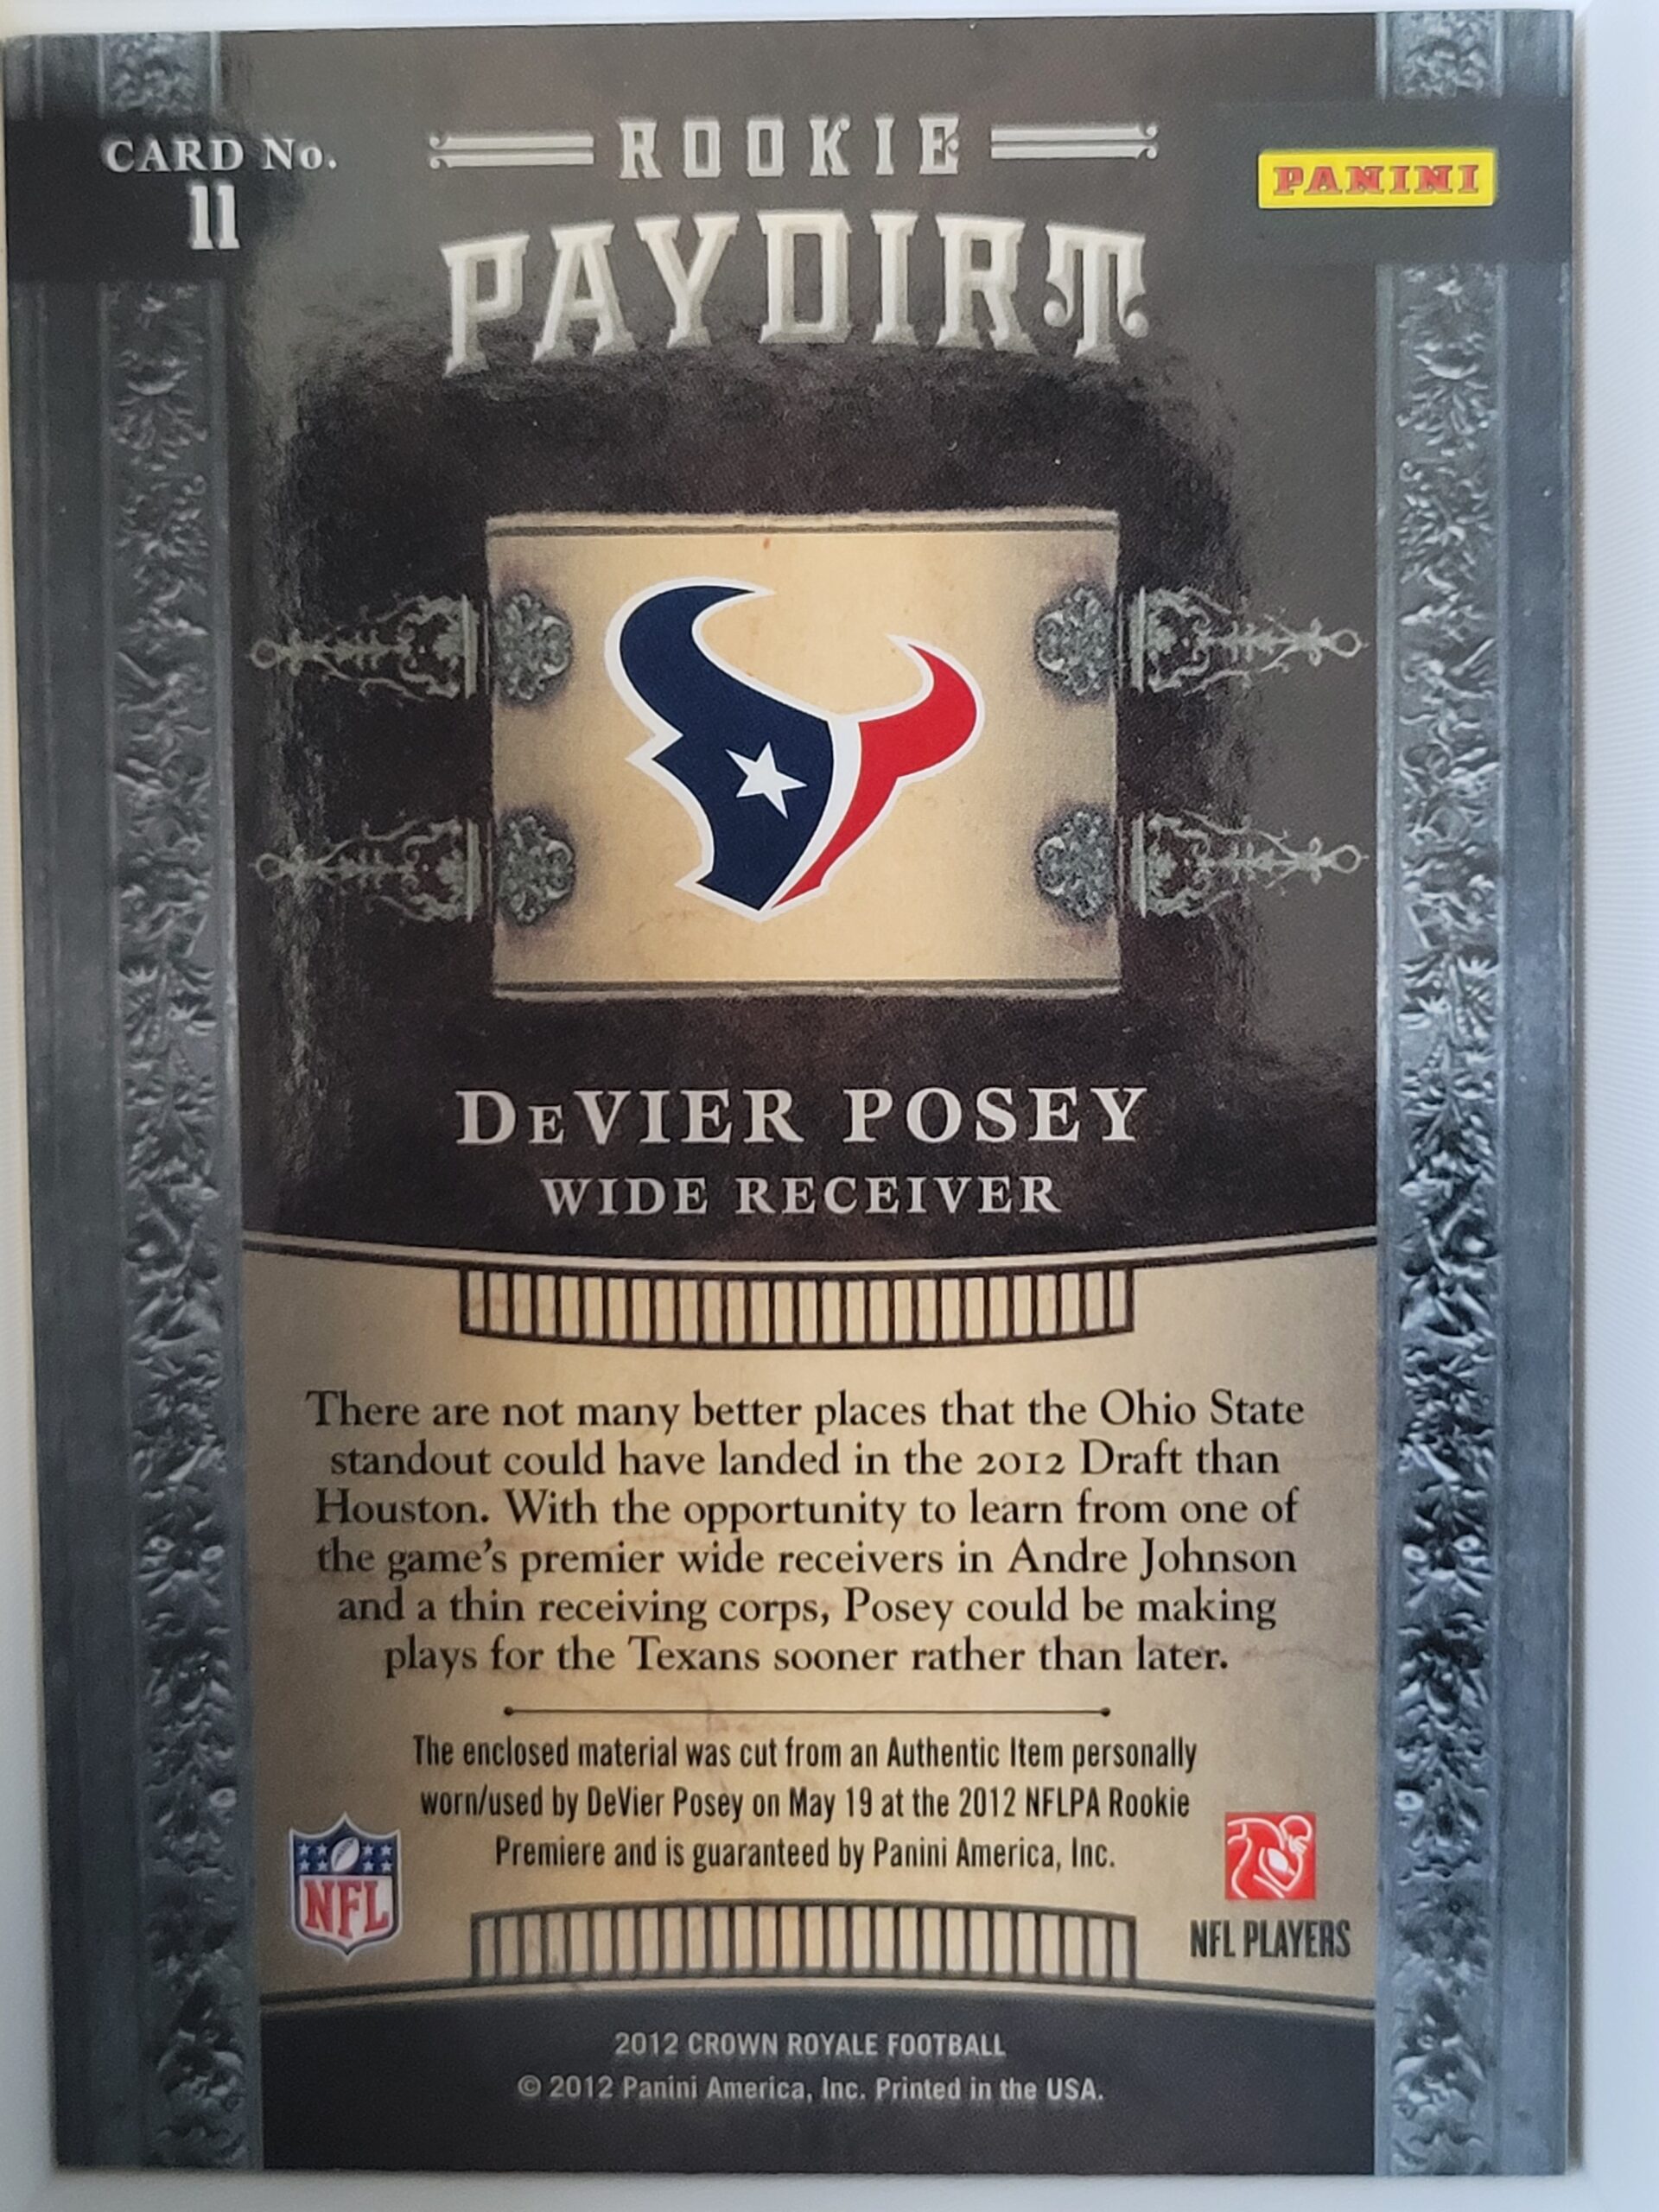 CARD No.
11
ROOKIE
PAYDIRT
PANINI
DeVIER POSEY
WIDE RECEIVER
There are not many better places that the Ohio State
standout could have landed in the 2012 Draft than
Houston. With the opportunity to learn from one of
the game's premier wide receivers in Andre Johnson
and a thin receiving corps, Posey could be making
plays for the Texans sooner rather than later.
The enclosed material was cut from an Authentic Item personally
worn/used by DeVier Posey on May 19 at the 2012 NFLPA Rookie
Premiere and is guaranteed by Panini America, Inc.
NFL
NFL PLAYERS
2012 CROWN ROYALE FOOTBALL
© 2012 Panini America, Inc. Printed in the USA.